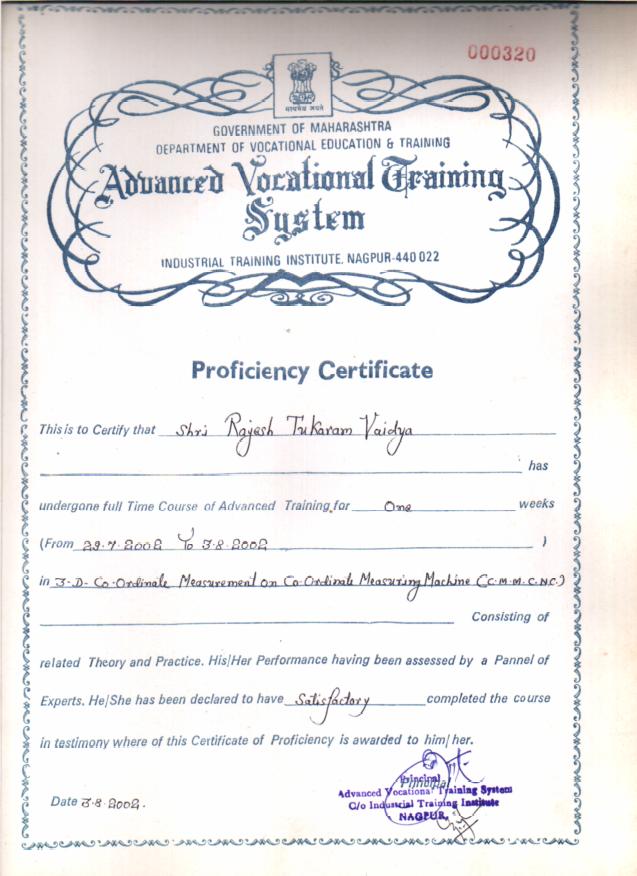 000320
सत्यमेव जयते
GOVERNMENT OF MAHARASHTRA
DEPARTMENT OF VOCATIONAL EDUCATION & TRAINING
Advanced Vocational Training
System
INDUSTRIAL TRAINING INSTITUTE, NAGPUR-440 022
Proficiency Certificate
This is to Certify that Shri Rajesh Tukaram Vaidya
has
undergone full Time Course of Advanced Training for One weeks
(From 29.7.2002 To 3.8.2002 )
in 3-D- Co-Ordinate Measurement on Co-Ordinate Measuring Machine (C.M.M.C.NC.)
Consisting of
related Theory and Practice. His/Her Performance having been assessed by a Pannel of
Experts. He/She has been declared to have Satisfactory completed the course
in testimony where of this Certificate of Proficiency is awarded to him/her.
Principal
Principal
Advanced Vocational Training System
C/o Industrial Training Institute
NAGPUR.
Date 3.8.2002.